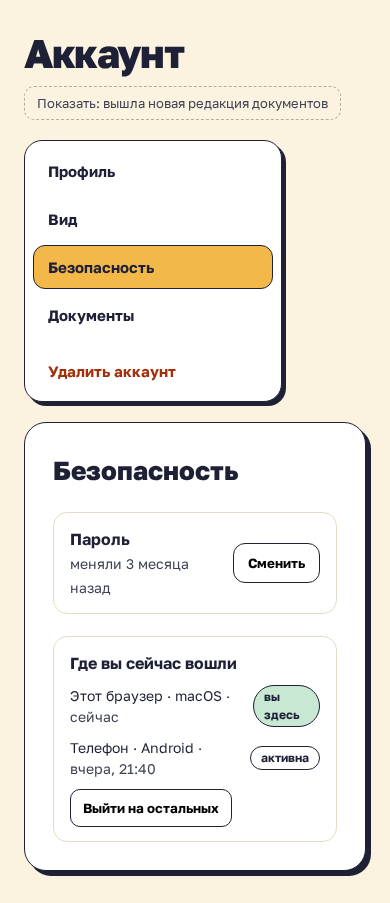 Аккаунт
Показать: вышла новая редакция документов
Профиль
Вид
Безопасность
Документы
Удалить аккаунт
Безопасность
Пароль
меняли 3 месяца
назад
Сменить
Где вы сейчас вошли
Этот браузер · macOS ·
сейчас
вы
здесь
Телефон · Android ·
вчера, 21:40
активна
Выйти на остальных